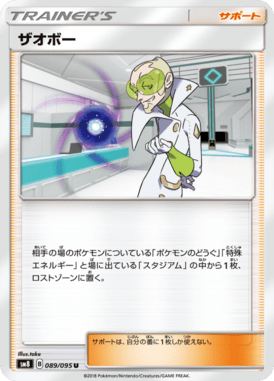 TRAINER'S
サポート
ザオボー
相手の場のポケモンについている「ポケモンのどうぐ」「特殊
エネルギー」と場に出ている「スタジアム」の中から1枚、
ロストゾーンに置く。
サポートは、自分の番に1枚しか使えない。
illus.take
SM8 089/095 U
©2018 Pokémon/Nintendo/Creatures/GAME FREAK.